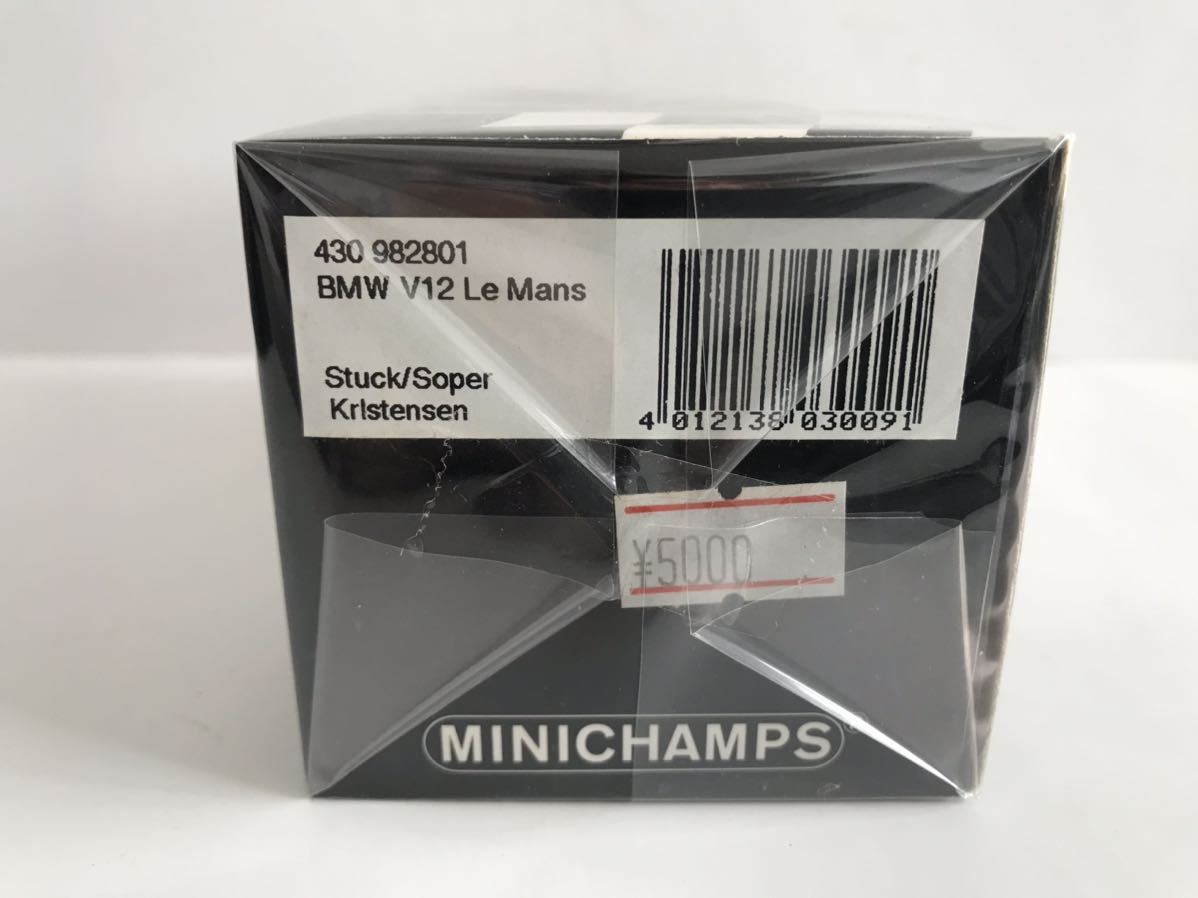 430 982801
BMW V12 Le Mans
Stuck/Soper
Kristensen
4 012138 030091
¥5000
MINICHAMPS®